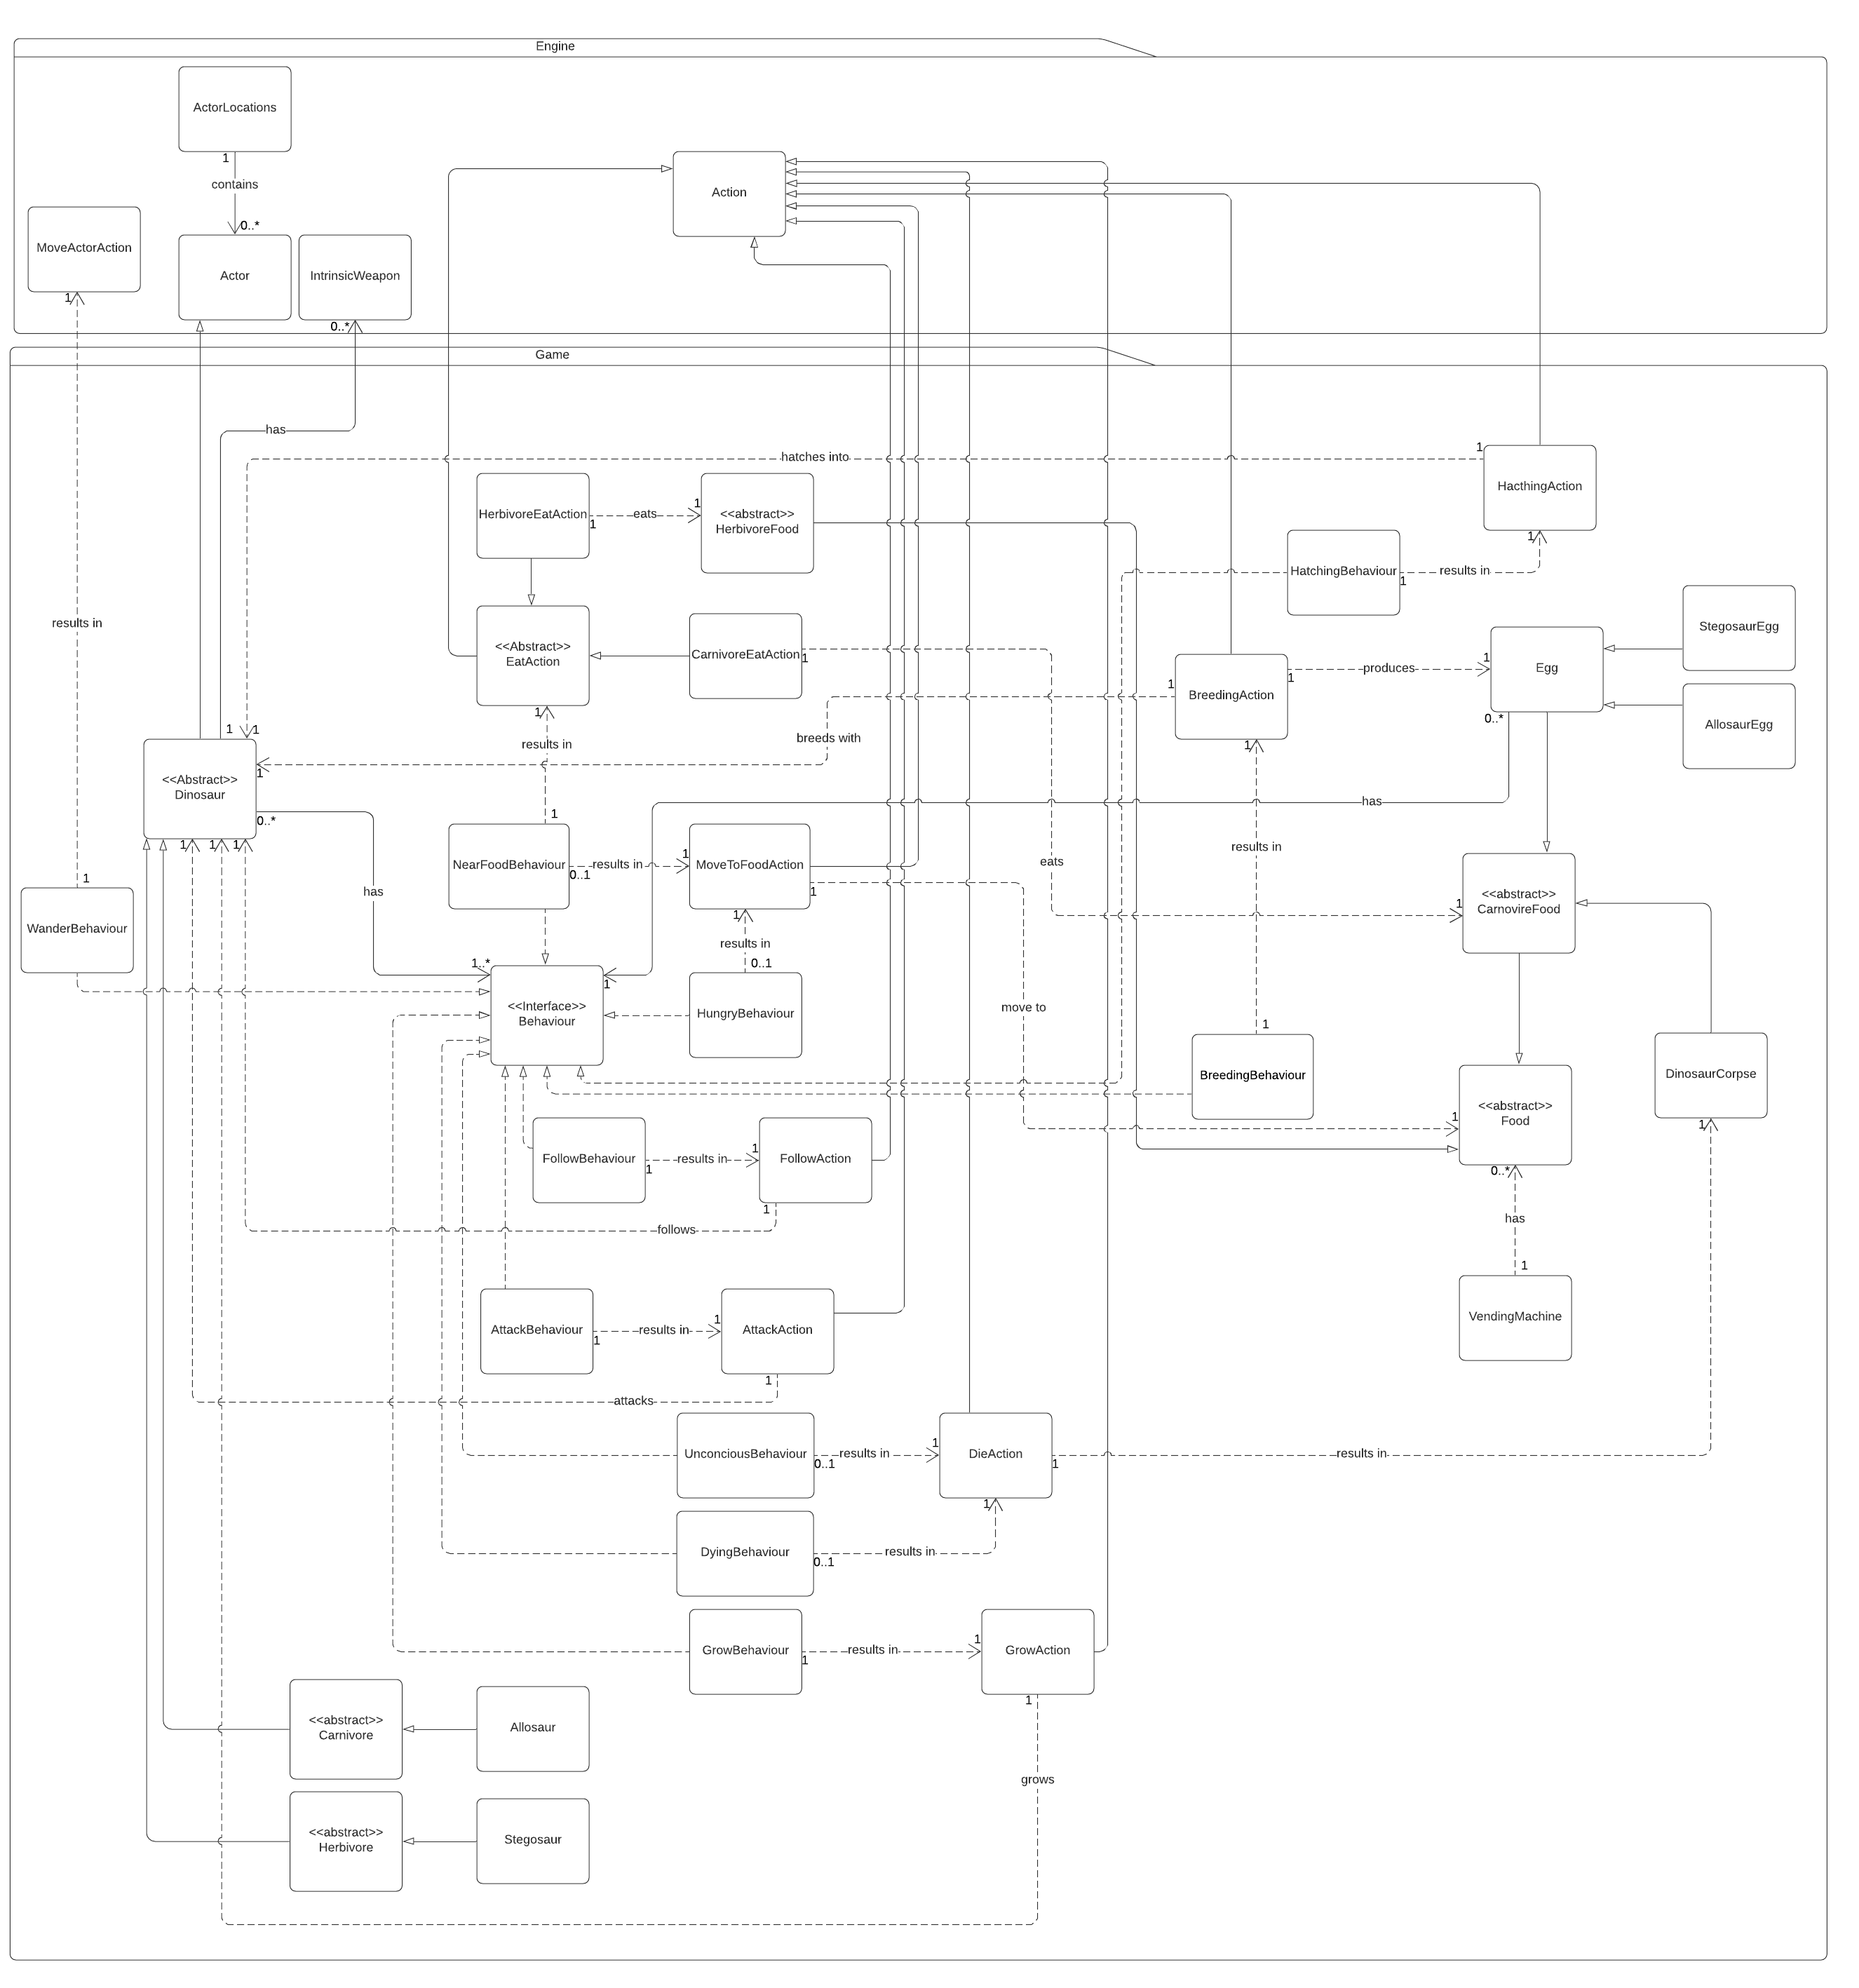 Engine
ActorLocations
1
contains
0..*
Action
MoveActorAction
Actor
IntrinsicWeapon
1
0..*
Game
has
1
hatches into
HacthingAction
HerbivoreEatAction
1
eats
1
<<abstract>>
HerbivoreFood
1
HatchingBehaviour
1
results in
results in
<<Abstract>>
EatAction
CarnivoreEatAction
1
StegosaurEgg
Egg
1
produces
1
BreedingAction
1
AllosaurEgg
1
results in
breeds with
1
0..*
1
1
1
<<Abstract>>
Dinosaur
1
has
0..*
1
results in
NearFoodBehaviour
0..1
results in
1
MoveToFoodAction
1
eats
1
1
1
1
1
has
WanderBehaviour
<<abstract>>
CarnovireFood
1
1
results in
0..1
1..*
1
<<Interface>>
Behaviour
HungryBehaviour
move to
1
BreedingBehaviour
DinosaurCorpse
<<abstract>>
Food
1
1
FollowBehaviour
1
results in
1
FollowAction
1
0..*
has
1
follows
VendingMachine
AttackBehaviour
1
results in
1
AttackAction
1
attacks
UnconciousBehaviour
0..1
results in
1
DieAction
1
results in
1
DyingBehaviour
0..1
results in
GrowBehaviour
1
results in
1
GrowAction
1
<<abstract>>
Carnivore
Allosaur
grows
<<abstract>>
Herbivore
Stegosaur